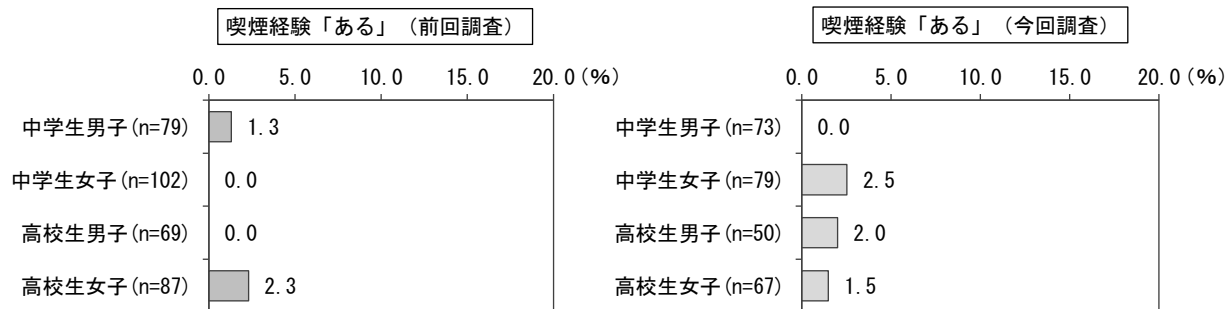 喫煙経験「ある」（前回調査）
0.0 5.0 10.0 15.0 20.0(%)
中学生男子(n=79) 1.3
中学生女子(n=102) 0.0
高校生男子(n=69) 0.0
高校生女子(n=87) 2.3
喫煙経験「ある」（今回調査）
0.0 5.0 10.0 15.0 20.0(%)
中学生男子(n=73) 0.0
中学生女子(n=79) 2.5
高校生男子(n=50) 2.0
高校生女子(n=67) 1.5